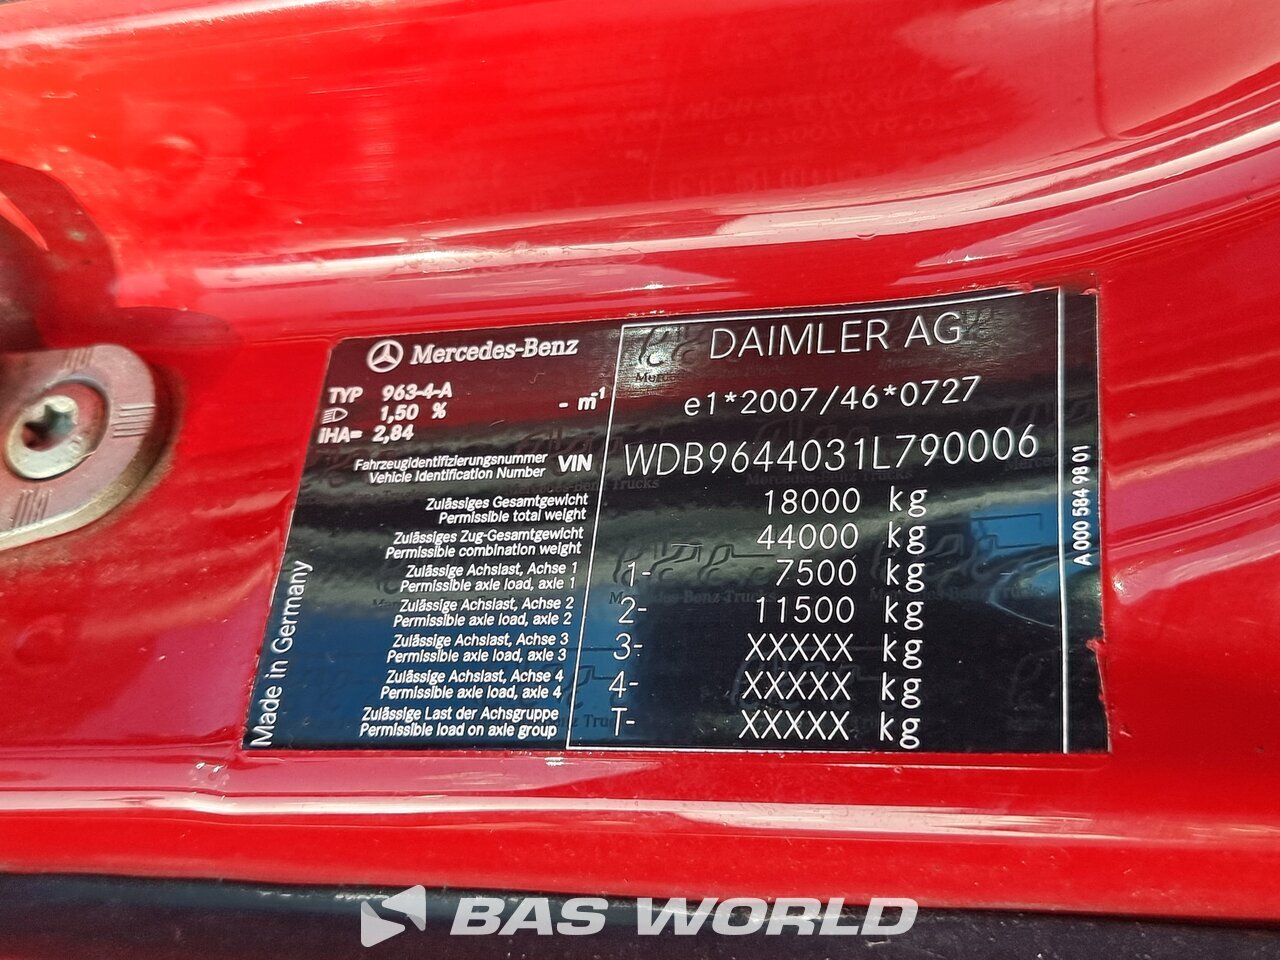 Mercedes-Benz
TYP 963-4-A
1,50 % - m-1
iHA= 2,84
DAIMLER AG
e1*2007/46*0727
Fahrzeugidentifizierungsnummer
Vehicle Identification Number VIN WDB9644031L790006
Zulässiges Gesamtgewicht
Permissible total weight 18000 kg
Zulässiges Zug-Gesamtgewicht
Permissible combination weight 44000 kg
Zulässige Achslast, Achse 1
Permissible axle load, axle 1 1- 7500 kg
Zulässige Achslast, Achse 2
Permissible axle load, axle 2 2- 11500 kg
Zulässige Achslast, Achse 3
Permissible axle load, axle 3 3- XXXXX kg
Zulässige Achslast, Achse 4
Permissible axle load, axle 4 4- XXXXX kg
Zulässige Last der Achsgruppe
Permissible load on axle group T- XXXXX kg
Made in Germany
A 000 584 98 01
BAS WORLD